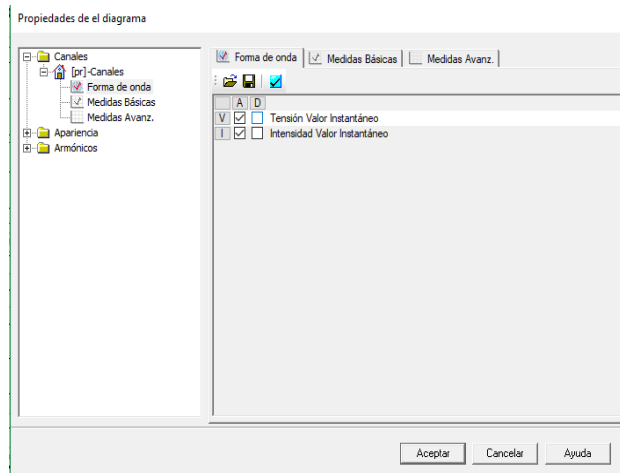 Propiedades de el diagrama
Canales
[pr]-Canales
Forma de onda
Medidas Básicas
Medidas Avanz.
Apariencia
Armónicos
Forma de onda Medidas Básicas Medidas Avanz.
A D
V Tensión Valor Instantáneo
I Intensidad Valor Instantáneo
Aceptar Cancelar Ayuda